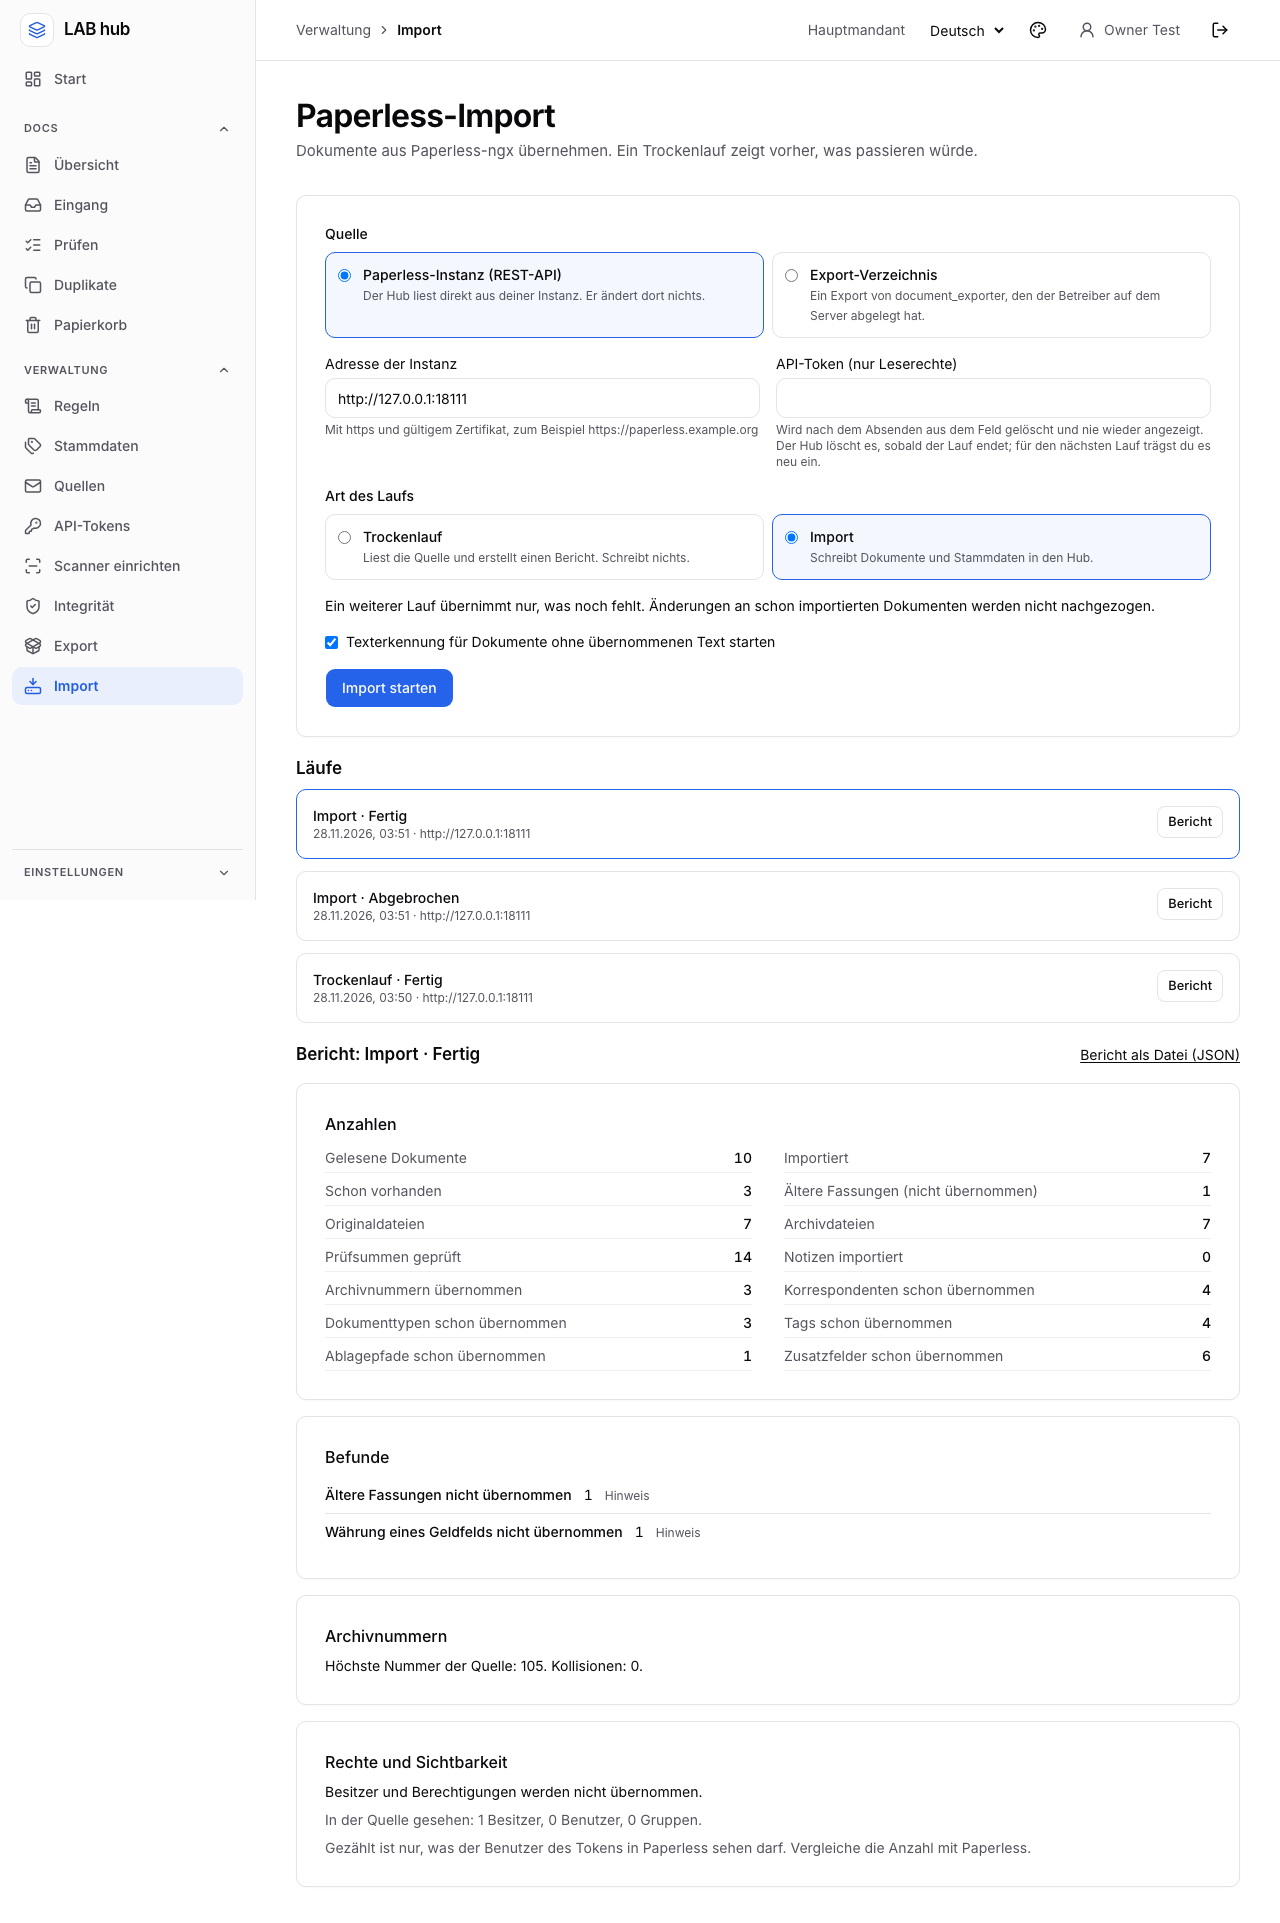 LAB hub
Start
DOCS
Übersicht
Eingang
Prüfen
Duplikate
Papierkorb
VERWALTUNG
Regeln
Stammdaten
Quellen
API-Tokens
Scanner einrichten
Integrität
Export
Import
EINSTELLUNGEN
Verwaltung > Import
Hauptmandant
Deutsch
Owner Test
Paperless-Import
Dokumente aus Paperless-ngx übernehmen. Ein Trockenlauf zeigt vorher, was passieren würde.
Quelle
Paperless-Instanz (REST-API)
Der Hub liest direkt aus deiner Instanz. Er ändert dort nichts.
Export-Verzeichnis
Ein Export von document_exporter, den der Betreiber auf dem
Server abgelegt hat.
Adresse der Instanz
http://127.0.0.1:18111
Mit https und gültigem Zertifikat, zum Beispiel https://paperless.example.org
API-Token (nur Leserechte)
Wird nach dem Absenden aus dem Feld gelöscht und nie wieder angezeigt.
Der Hub löscht es, sobald der Lauf endet; für den nächsten Lauf trägst du es
neu ein.
Art des Laufs
Trockenlauf
Liest die Quelle und erstellt einen Bericht. Schreibt nichts.
Import
Schreibt Dokumente und Stammdaten in den Hub.
Ein weiterer Lauf übernimmt nur, was noch fehlt. Änderungen an schon importierten Dokumenten werden nicht nachgezogen.
Texterkennung für Dokumente ohne übernommenen Text starten
Import starten
Läufe
Import · Fertig
28.11.2026, 03:51 · http://127.0.0.1:18111
Bericht
Import · Abgebrochen
28.11.2026, 03:51 · http://127.0.0.1:18111
Bericht
Trockenlauf · Fertig
28.11.2026, 03:50 · http://127.0.0.1:18111
Bericht
Bericht: Import · Fertig
Bericht als Datei (JSON)
Anzahlen
Gelesene Dokumente 10
Importiert 7
Schon vorhanden 3
Ältere Fassungen (nicht übernommen) 1
Originaldateien 7
Archivdateien 7
Prüfsummen geprüft 14
Notizen importiert 0
Archivnummern übernommen 3
Korrespondenten schon übernommen 4
Dokumenttypen schon übernommen 3
Tags schon übernommen 4
Ablagepfade schon übernommen 1
Zusatzfelder schon übernommen 6
Befunde
Ältere Fassungen nicht übernommen 1 Hinweis
Währung eines Geldfelds nicht übernommen 1 Hinweis
Archivnummern
Höchste Nummer der Quelle: 105. Kollisionen: 0.
Rechte und Sichtbarkeit
Besitzer und Berechtigungen werden nicht übernommen.
In der Quelle gesehen: 1 Besitzer, 0 Benutzer, 0 Gruppen.
Gezählt ist nur, was der Benutzer des Tokens in Paperless sehen darf. Vergleiche die Anzahl mit Paperless.